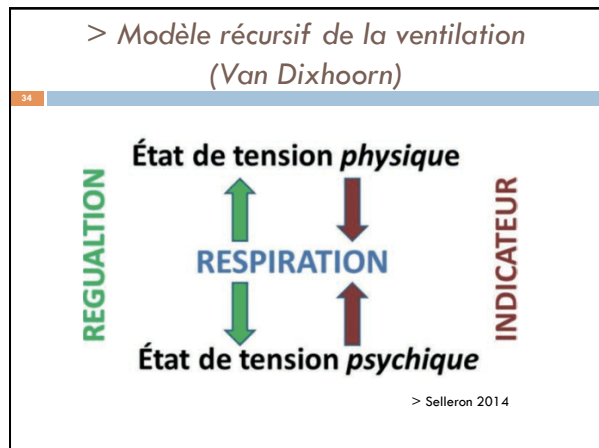 > Modèle récursif de la ventilation
(Van Dixhoorn)
34
État de tension physique
REGUALTION
RESPIRATION
INDICATEUR
État de tension psychique
> Selleron 2014